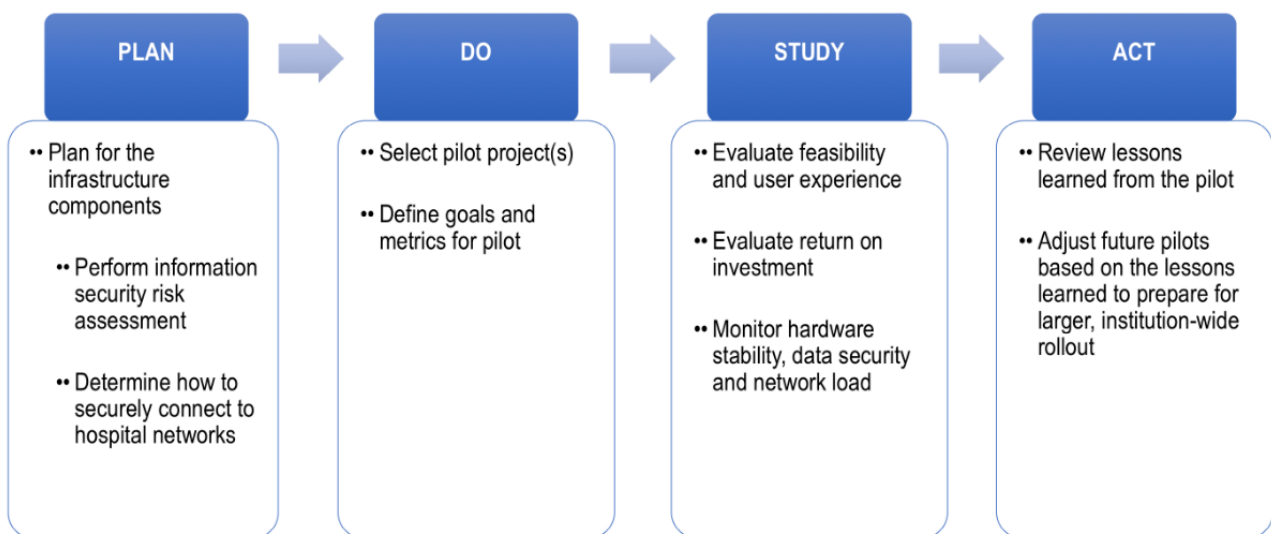 PLAN
•• Plan for the
infrastructure
components
•• Perform information
security risk
assessment
•• Determine how to
securely connect to
hospital networks
DO
•• Select pilot project(s)
•• Define goals and
metrics for pilot
STUDY
•• Evaluate feasibility
and user experience
•• Evaluate return on
investment
•• Monitor hardware
stability, data security
and network load
ACT
•• Review lessons
learned from the pilot
•• Adjust future pilots
based on the lessons
learned to prepare for
larger, institution-wide
rollout